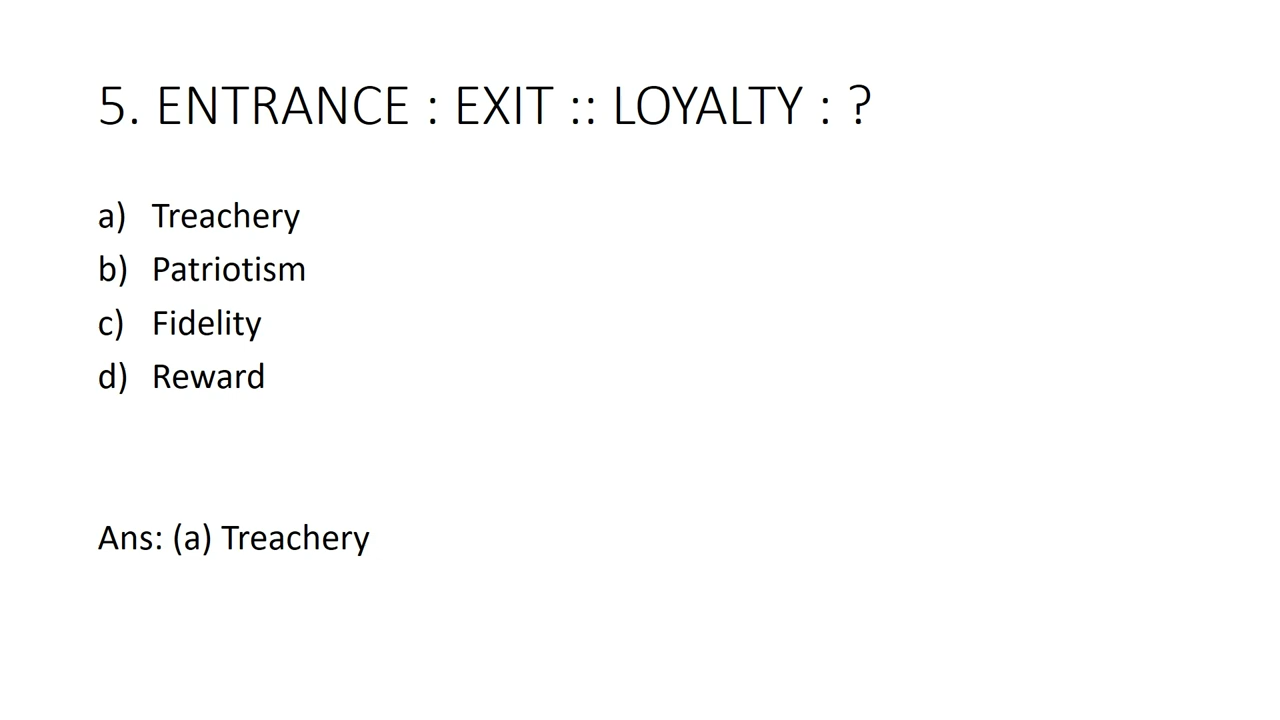 5. ENTRANCE : EXIT :: LOYALTY : ?
a) Treachery
b) Patriotism
c) Fidelity
d) Reward
Ans: (a) Treachery